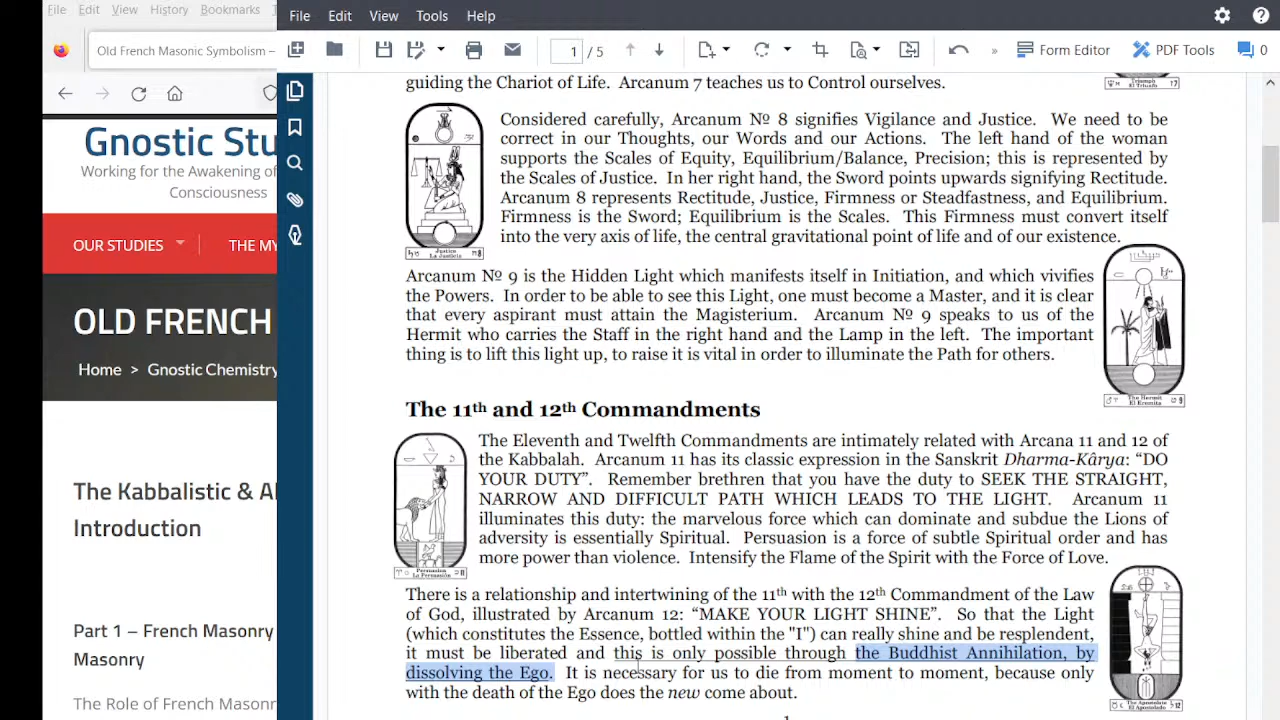 File Edit View History Bookmarks
Old French Masonic Symbolism –
Gnostic Stu
Working for the Awakening of
Consciousness
OUR STUDIES
THE MY
OLD FRENCH
Home > Gnostic Chemistry
The Kabbalistic & Al
Introduction
Part 1 – French Masonry
Masonry
The Role of French Masonr
File Edit View Tools Help
1 / 5
Form Editor
PDF Tools
0
guiding the Chariot of Life. Arcanum 7 teaches us to Control ourselves.
Considered carefully, Arcanum Nº 8 signifies Vigilance and Justice. We need to be
correct in our Thoughts, our Words and our Actions. The left hand of the woman
supports the Scales of Equity, Equilibrium/Balance, Precision; this is represented by
the Scales of Justice. In her right hand, the Sword points upwards signifying Rectitude.
Arcanum 8 represents Rectitude, Justice, Firmness or Steadfastness, and Equilibrium.
Firmness is the Sword; Equilibrium is the Scales. This Firmness must convert itself
into the very axis of life, the central gravitational point of life and of our existence.
Justice
La Justicia
Arcanum Nº 9 is the Hidden Light which manifests itself in Initiation, and which vivifies
the Powers. In order to be able to see this Light, one must become a Master, and it is clear
that every aspirant must attain the Magisterium. Arcanum Nº 9 speaks to us of the
Hermit who carries the Staff in the right hand and the Lamp in the left. The important
thing is to lift this light up, to raise it is vital in order to illuminate the Path for others.
The Hermit
El Eremita
The 11th and 12th Commandments
The Eleventh and Twelfth Commandments are intimately related with Arcana 11 and 12 of
the Kabbalah. Arcanum 11 has its classic expression in the Sanskrit Dharma-Kârya: “DO
YOUR DUTY”. Remember brethren that you have the duty to SEEK THE STRAIGHT,
NARROW AND DIFFICULT PATH WHICH LEADS TO THE LIGHT. Arcanum 11
illuminates this duty: the marvelous force which can dominate and subdue the Lions of
adversity is essentially Spiritual. Persuasion is a force of subtle Spiritual order and has
more power than violence. Intensify the Flame of the Spirit with the Force of Love.
Persuasion
La Persuasión
There is a relationship and intertwining of the 11th with the 12th Commandment of the Law
of God, illustrated by Arcanum 12: “MAKE YOUR LIGHT SHINE”. So that the Light
(which constitutes the Essence, bottled within the "I") can really shine and be resplendent,
it must be liberated and this is only possible through the Buddhist Annihilation, by
dissolving the Ego. It is necessary for us to die from moment to moment, because only
with the death of the Ego does the new come about.
The Apostolate
El Apostolado